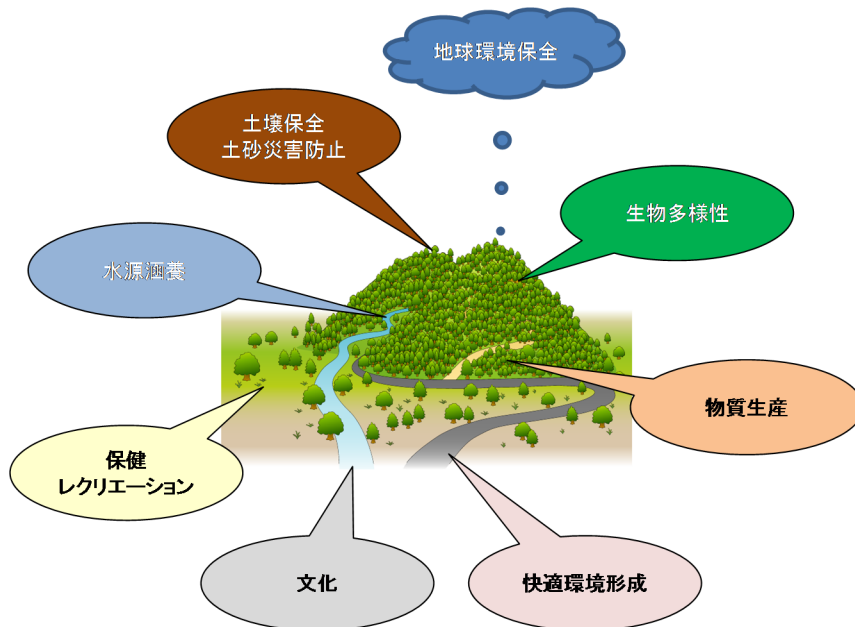 地球環境保全
土壌保全
土砂災害防止
生物多様性
水源涵養
物質生産
保健
レクリエーション
文化
快適環境形成